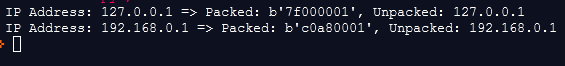 IP Address: 127.0.0.1 => Packed: b'7f000001', Unpacked: 127.0.0.1
IP Address: 192.168.0.1 => Packed: b'c0a80001', Unpacked: 192.168.0.1